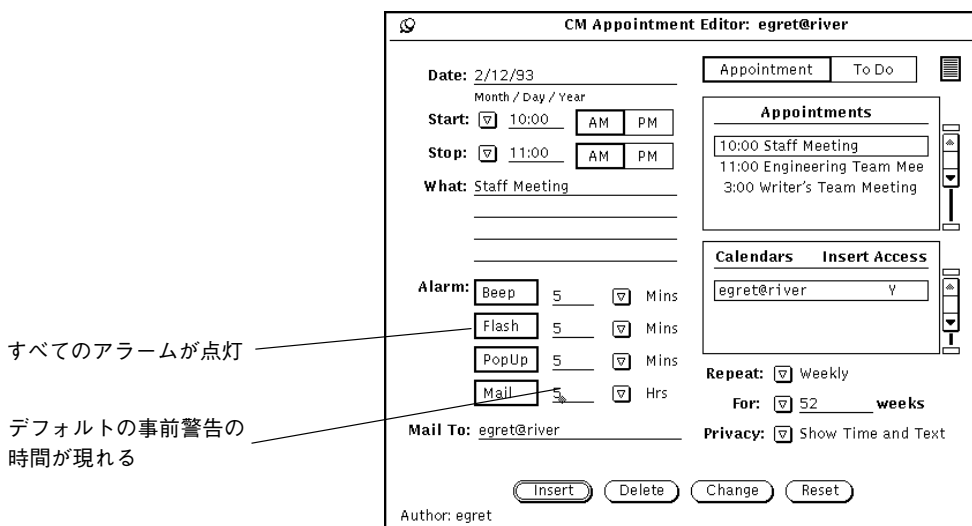 CM Appointment Editor: egret@river
Date: 2/12/93
Month / Day / Year
Start: 10:00 AM PM
Stop: 11:00 AM PM
What: Staff Meeting
Alarm: Beep 5 Mins
Flash 5 Mins
PopUp 5 Mins
Mail 5 Hrs
Mail To: egret@river
Appointment To Do
Appointments
10:00 Staff Meeting
11:00 Engineering Team Mee
3:00 Writer's Team Meeting
Calendars Insert Access
egret@river Y
Repeat: Weekly
For: 52 weeks
Privacy: Show Time and Text
Insert Delete Change Reset
Author: egret
すべてのアラームが点灯
デフォルトの事前警告の
時間が現れる